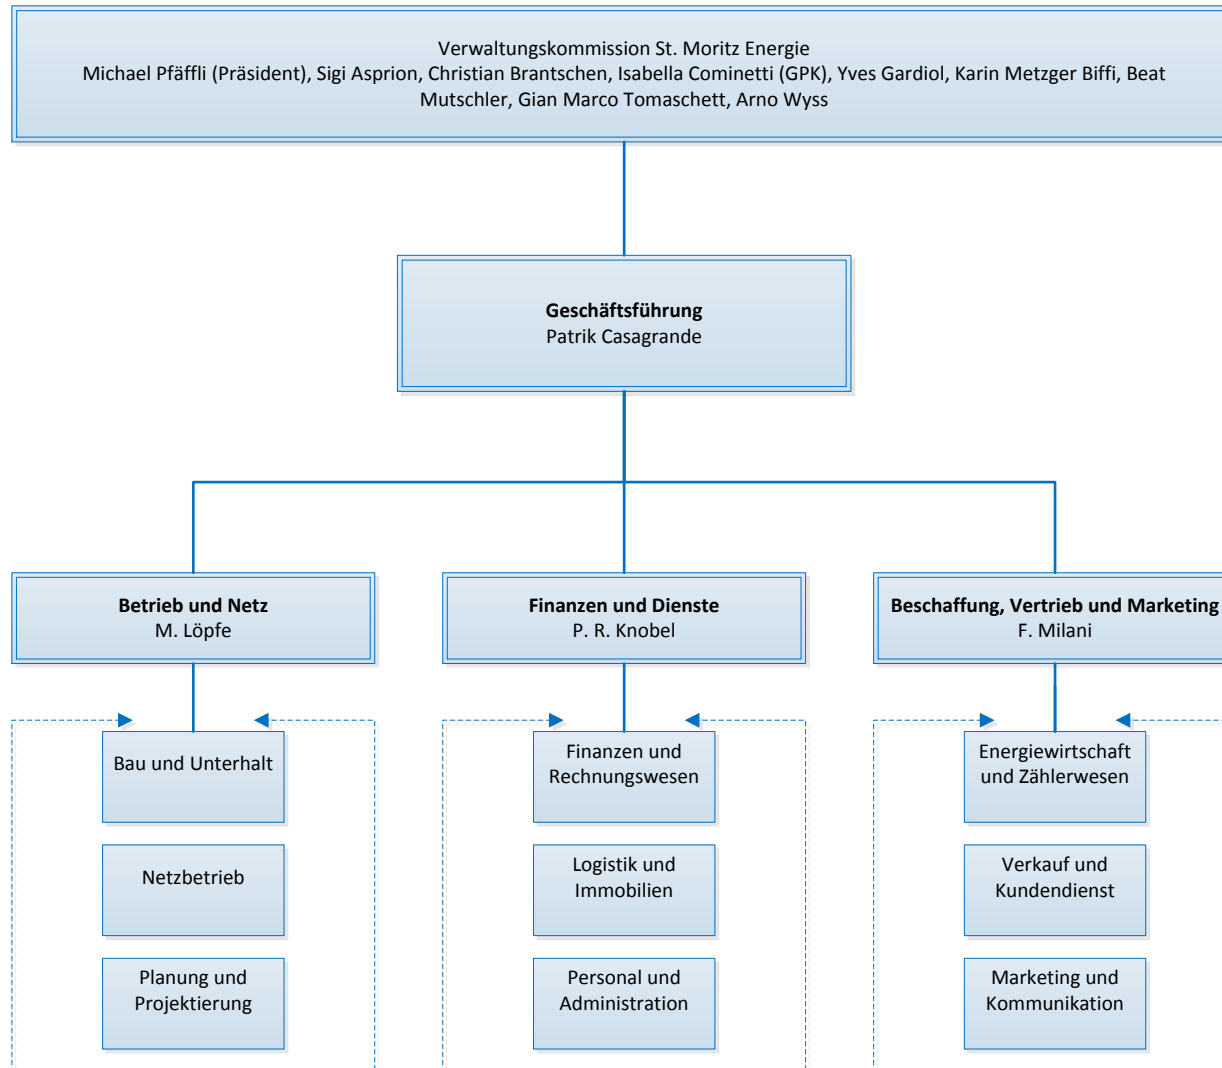 Verwaltungskommission St. Moritz Energie
Michael Pfäffli (Präsident), Sigi Asprion, Christian Brantschen, Isabella Cominetti (GPK), Yves Gardiol, Karin Metzger Biffi, Beat
Mutschler, Gian Marco Tomaschett, Arno Wyss
Geschäftsführung
Patrik Casagrande
Betrieb und Netz
M. Löpfe
Finanzen und Dienste
P. R. Knobel
Beschaffung, Vertrieb und Marketing
F. Milani
Bau und Unterhalt
Netzbetrieb
Planung und
Projektierung
Finanzen und
Rechnungswesen
Logistik und
Immobilien
Personal und
Administration
Energiewirtschaft
und Zählerwesen
Verkauf und
Kundendienst
Marketing und
Kommunikation